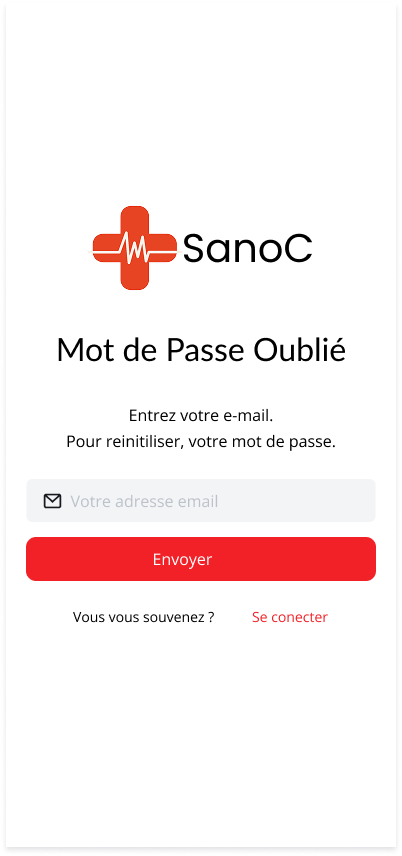 SanoC
Mot de Passe Oublié
Entrez votre e-mail.
Pour reinitiliser, votre mot de passe.
Votre adresse email
Envoyer
Vous vous souvenez ? Se conecter